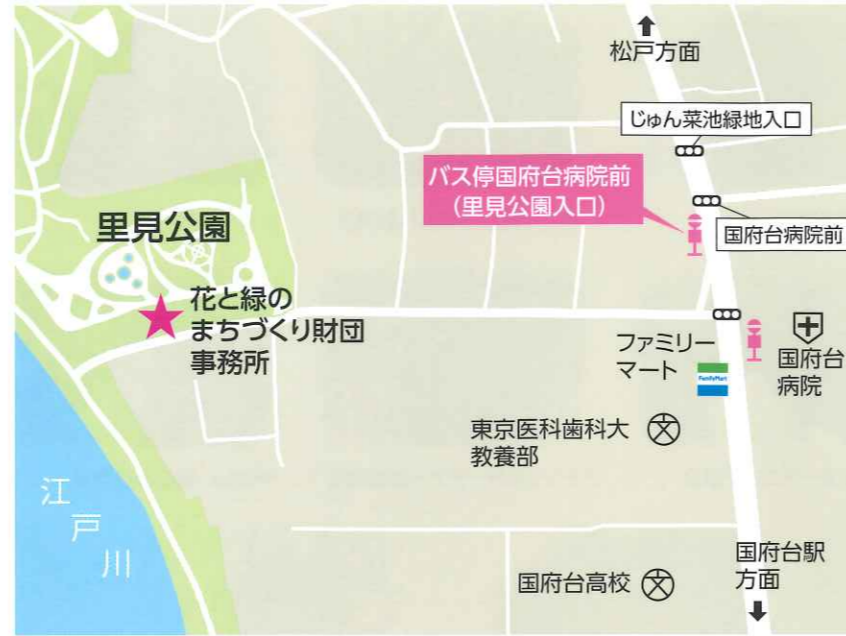 松戸方面
じゅん菜池緑地入口
バス停国府台病院前
(里見公園入口)
国府台病院前
里見公園
花と緑の
まちづくり財団
事務所
ファミリー
マート
FamilyMart
国府台
病院
東京医科歯科大
教養部
江戸川
国府台高校
国府台駅
方面